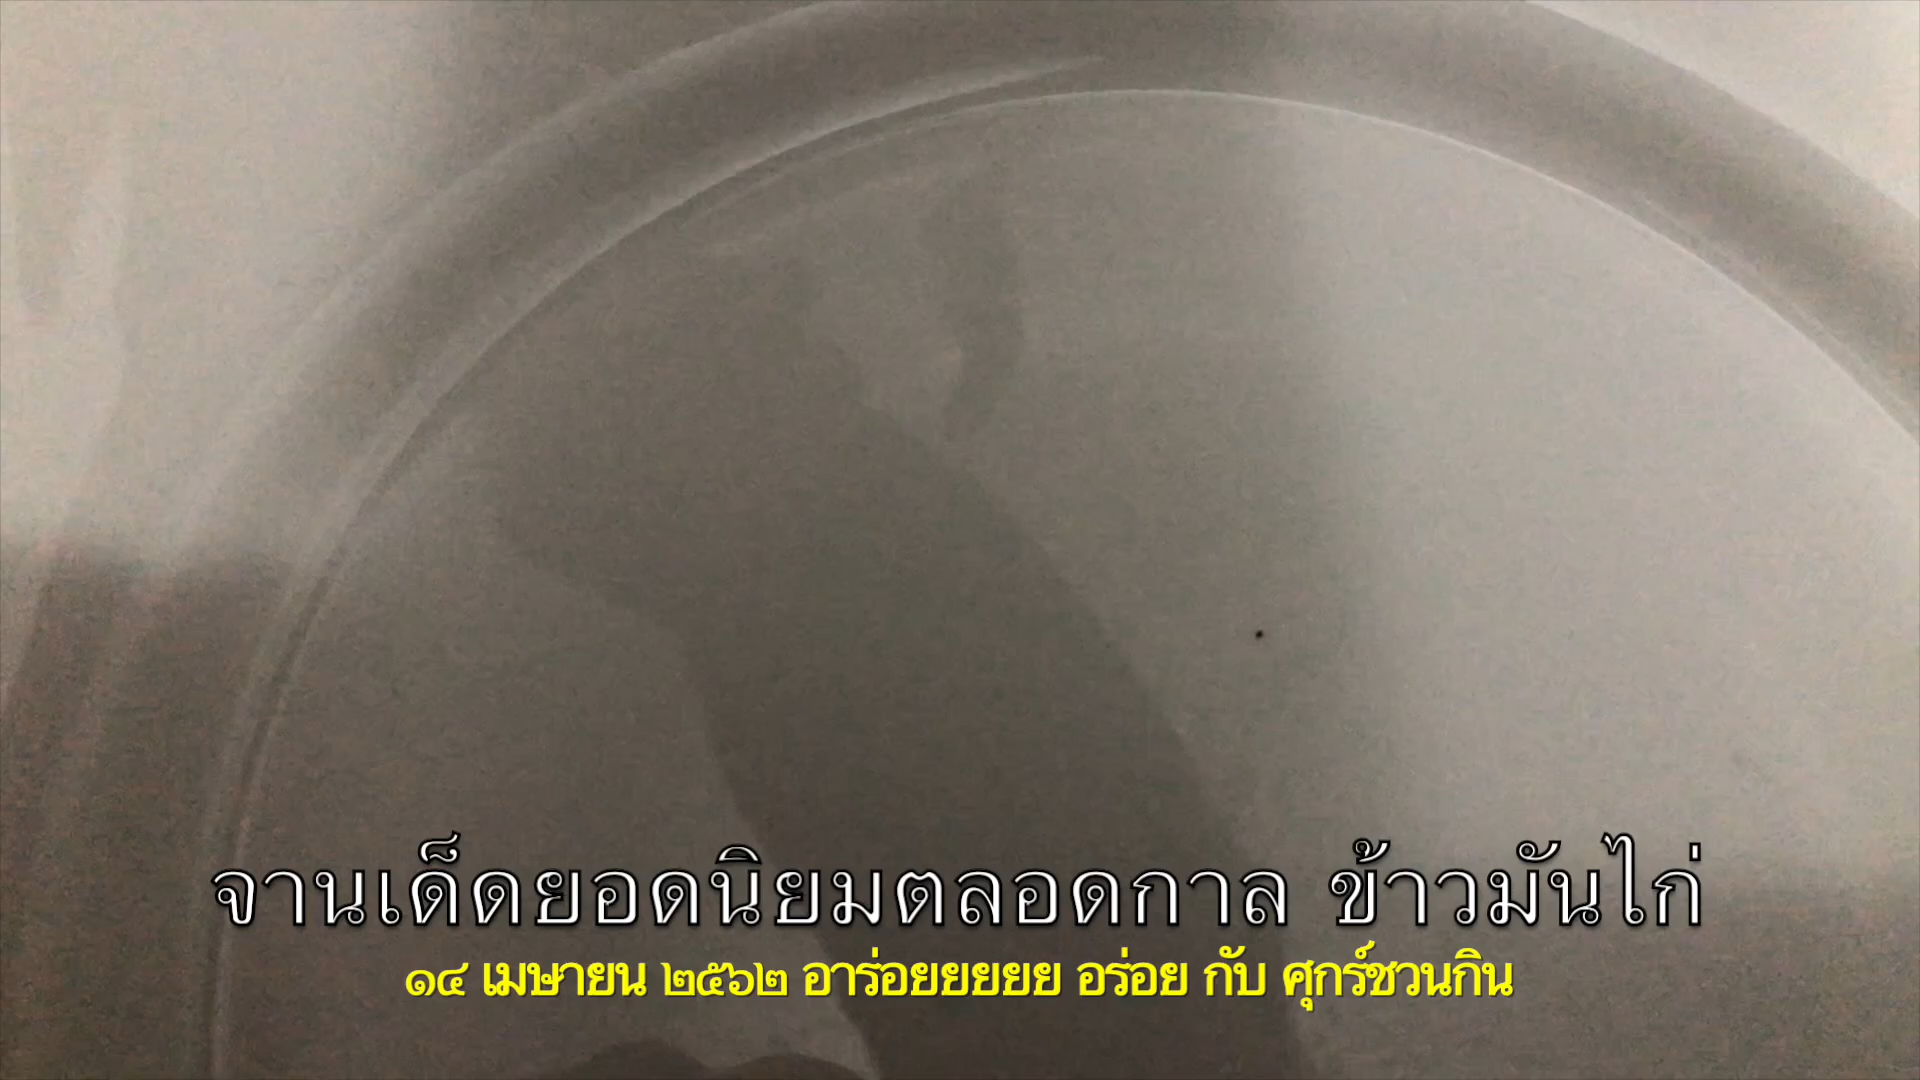 จานเด็ดยอดนิยมตลอดกาล ข้าวมันไก่
๑๔ เมษายน ๒๕๖๒ อาร่อยยยยย อร่อย กับ ศุกร์ชวนกิน